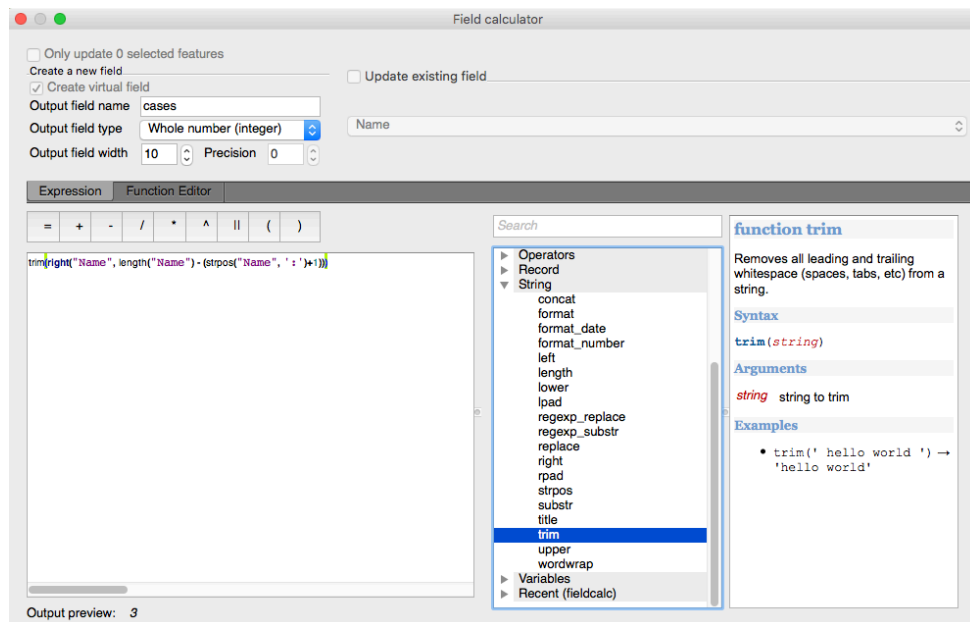 Field calculator
Only update 0 selected features
Create a new field
Create virtual field
Output field name cases
Output field type Whole number (integer)
Output field width 10 Precision 0
Update existing field
Name
Expression Function Editor
= + - / * ^ || ( )
trim(right("Name", length("Name") - (strpos("Name", ':')+1)))
Output preview: 3
Search
Operators
Record
String
concat
format
format_date
format_number
left
length
lower
lpad
regexp_replace
regexp_substr
replace
right
rpad
strpos
substr
title
trim
upper
wordwrap
Variables
Recent (fieldcalc)
function trim
Removes all leading and trailing
whitespace (spaces, tabs, etc) from a
string.
Syntax
trim(string)
Arguments
string string to trim
Examples
• trim(' hello world ') →
'hello world'